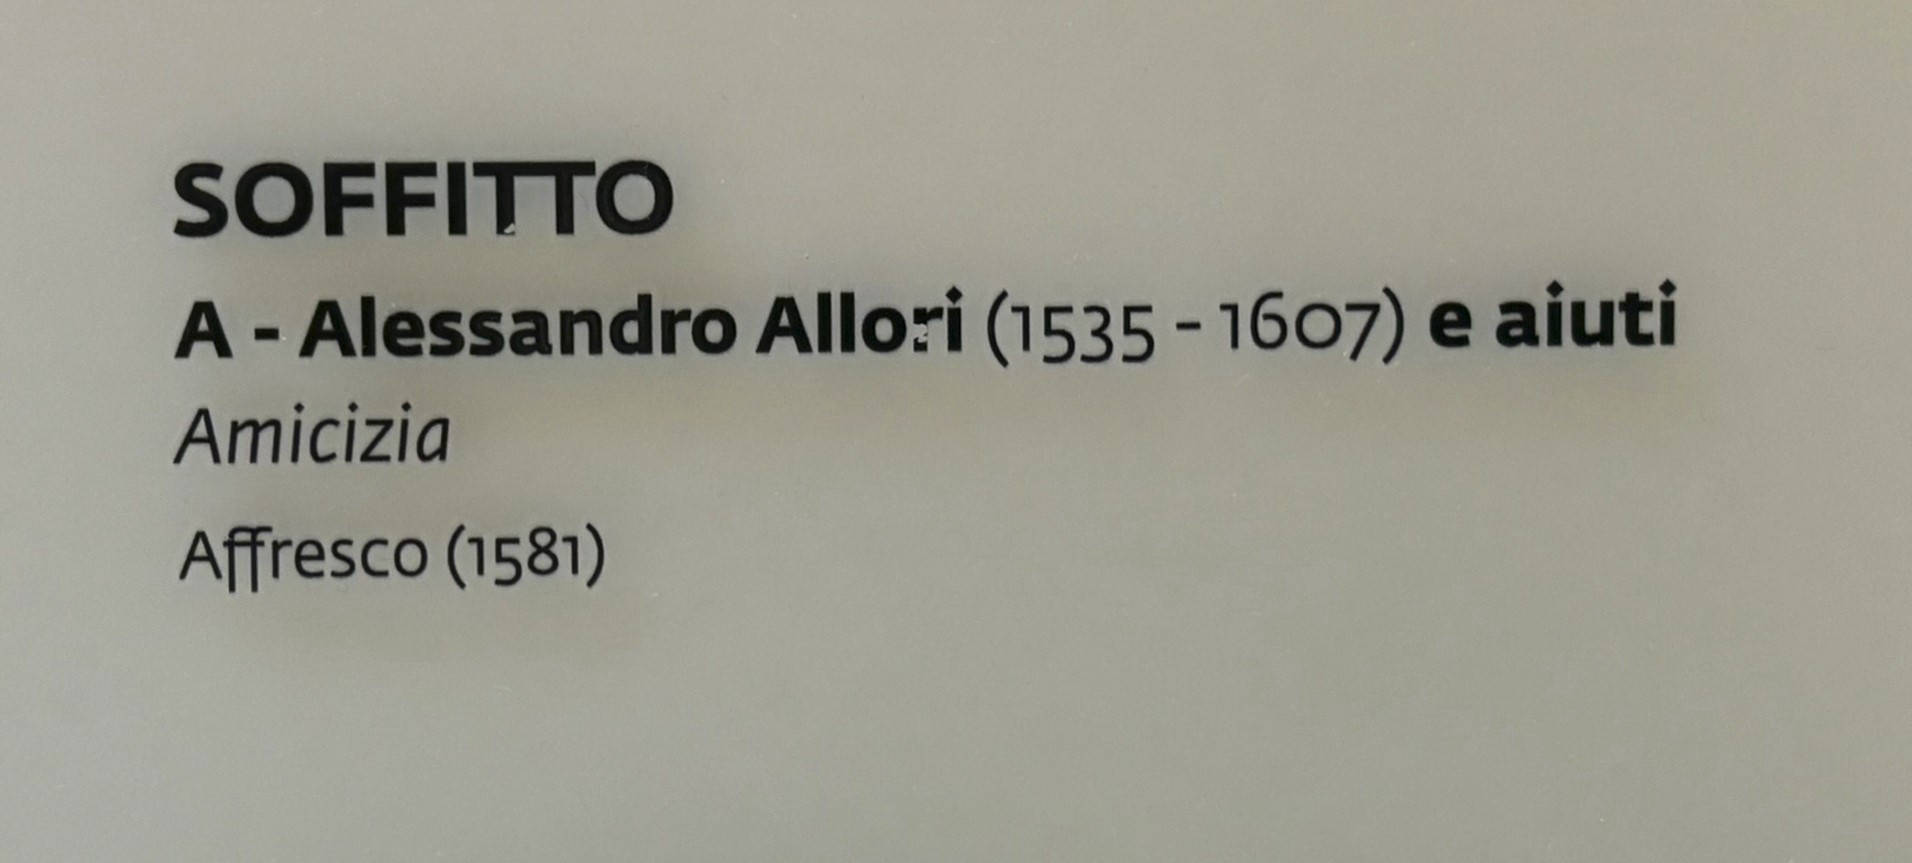 SOFFITTO
A - Alessandro Allori (1535 - 1607) e aiuti
Amicizia
Affresco (1581)